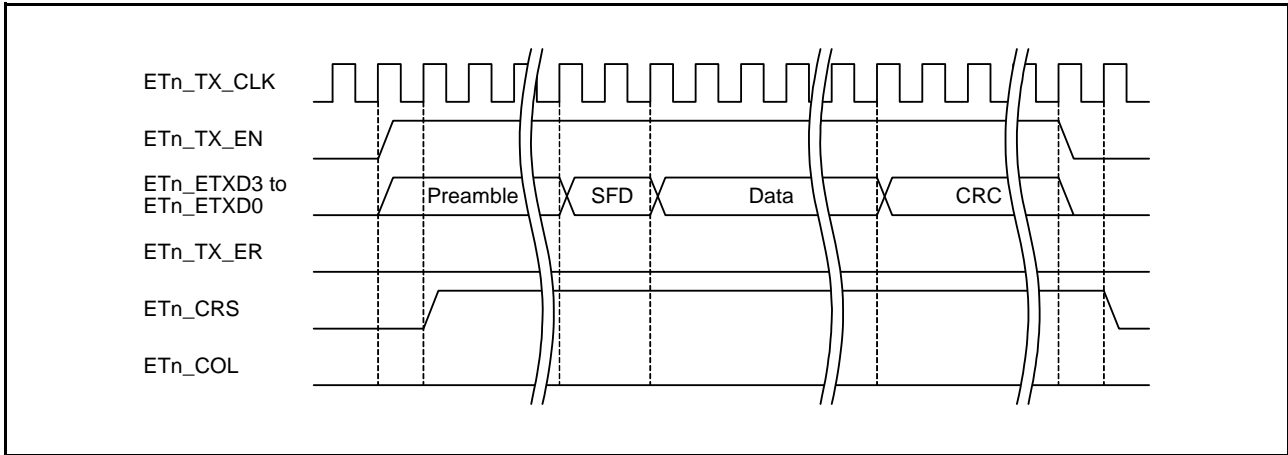 ETn_TX_CLK
ETn_TX_EN
ETn_ETXD3 to
ETn_ETXD0
Preamble
SFD
Data
CRC
ETn_TX_ER
ETn_CRS
ETn_COL